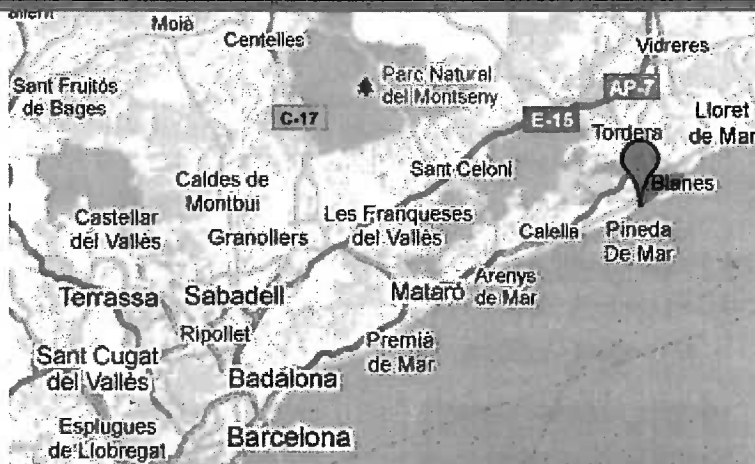 Moià
Centelles
Vidreres
Sant Fruitós
de Bages
Parc Natural
del Montseny
AP-7
C-17
E-15
Lloret
de Mar
Tordera
Sant Celoni
Blanes
Caldes de
Montbui
Castellar
del Vallès
Granollers
Les Franqueses
del Vallès
Calella
Pineda
De Mar
Terrassa
Sabadell
Mataró
Arenys
de Mar
Ripollet
Premià
de Mar
Sant Cugat
del Vallès
Badalona
Esplugues
de Llobregat
Barcelona